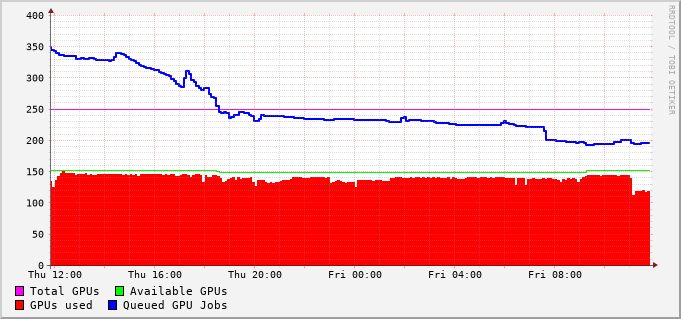 400
350
300
250
200
150
100
50
0
Thu 12:00 Thu 16:00 Thu 20:00 Fri 00:00 Fri 04:00 Fri 08:00
Total GPUs Available GPUs
GPUs used Queued GPU Jobs
RRDTOOL / TOBI OETIKER